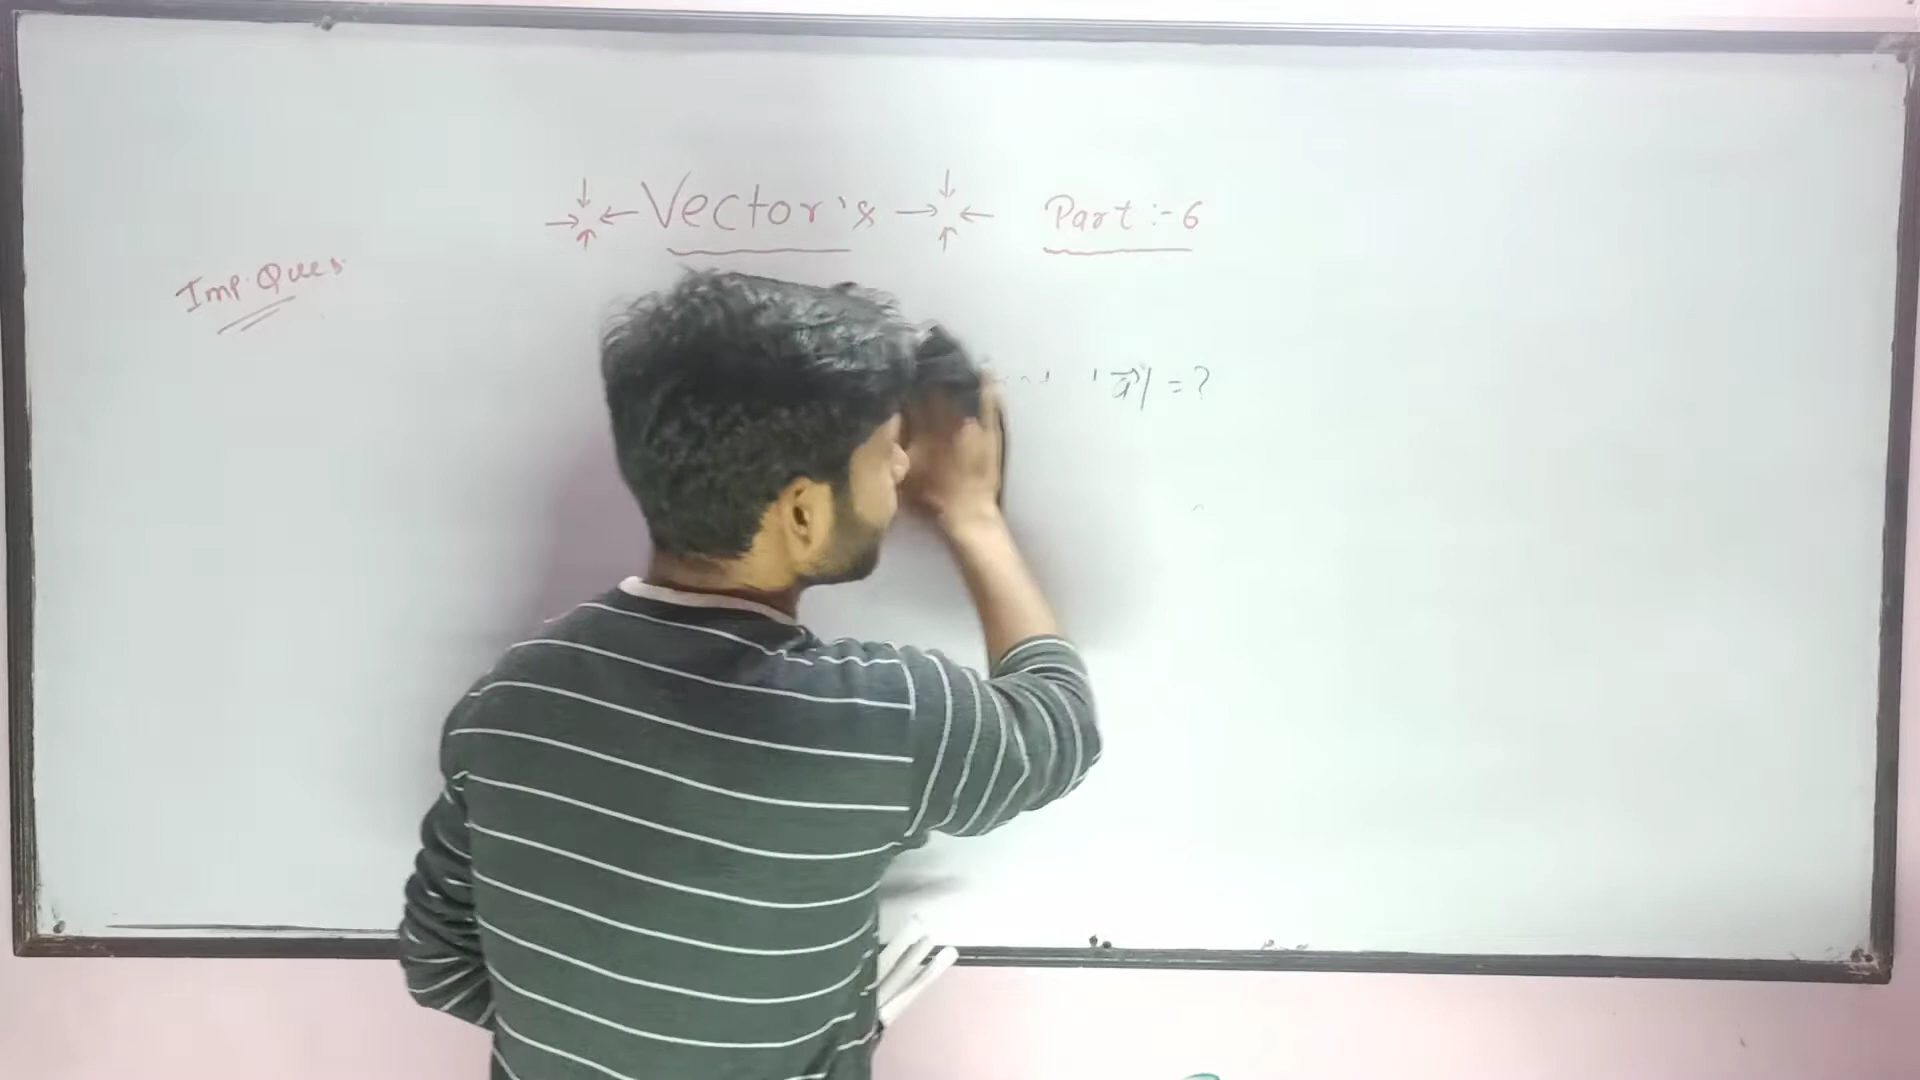 →←Vector's →← Part :- 6
Imp. Ques.
|a⃗| = ?